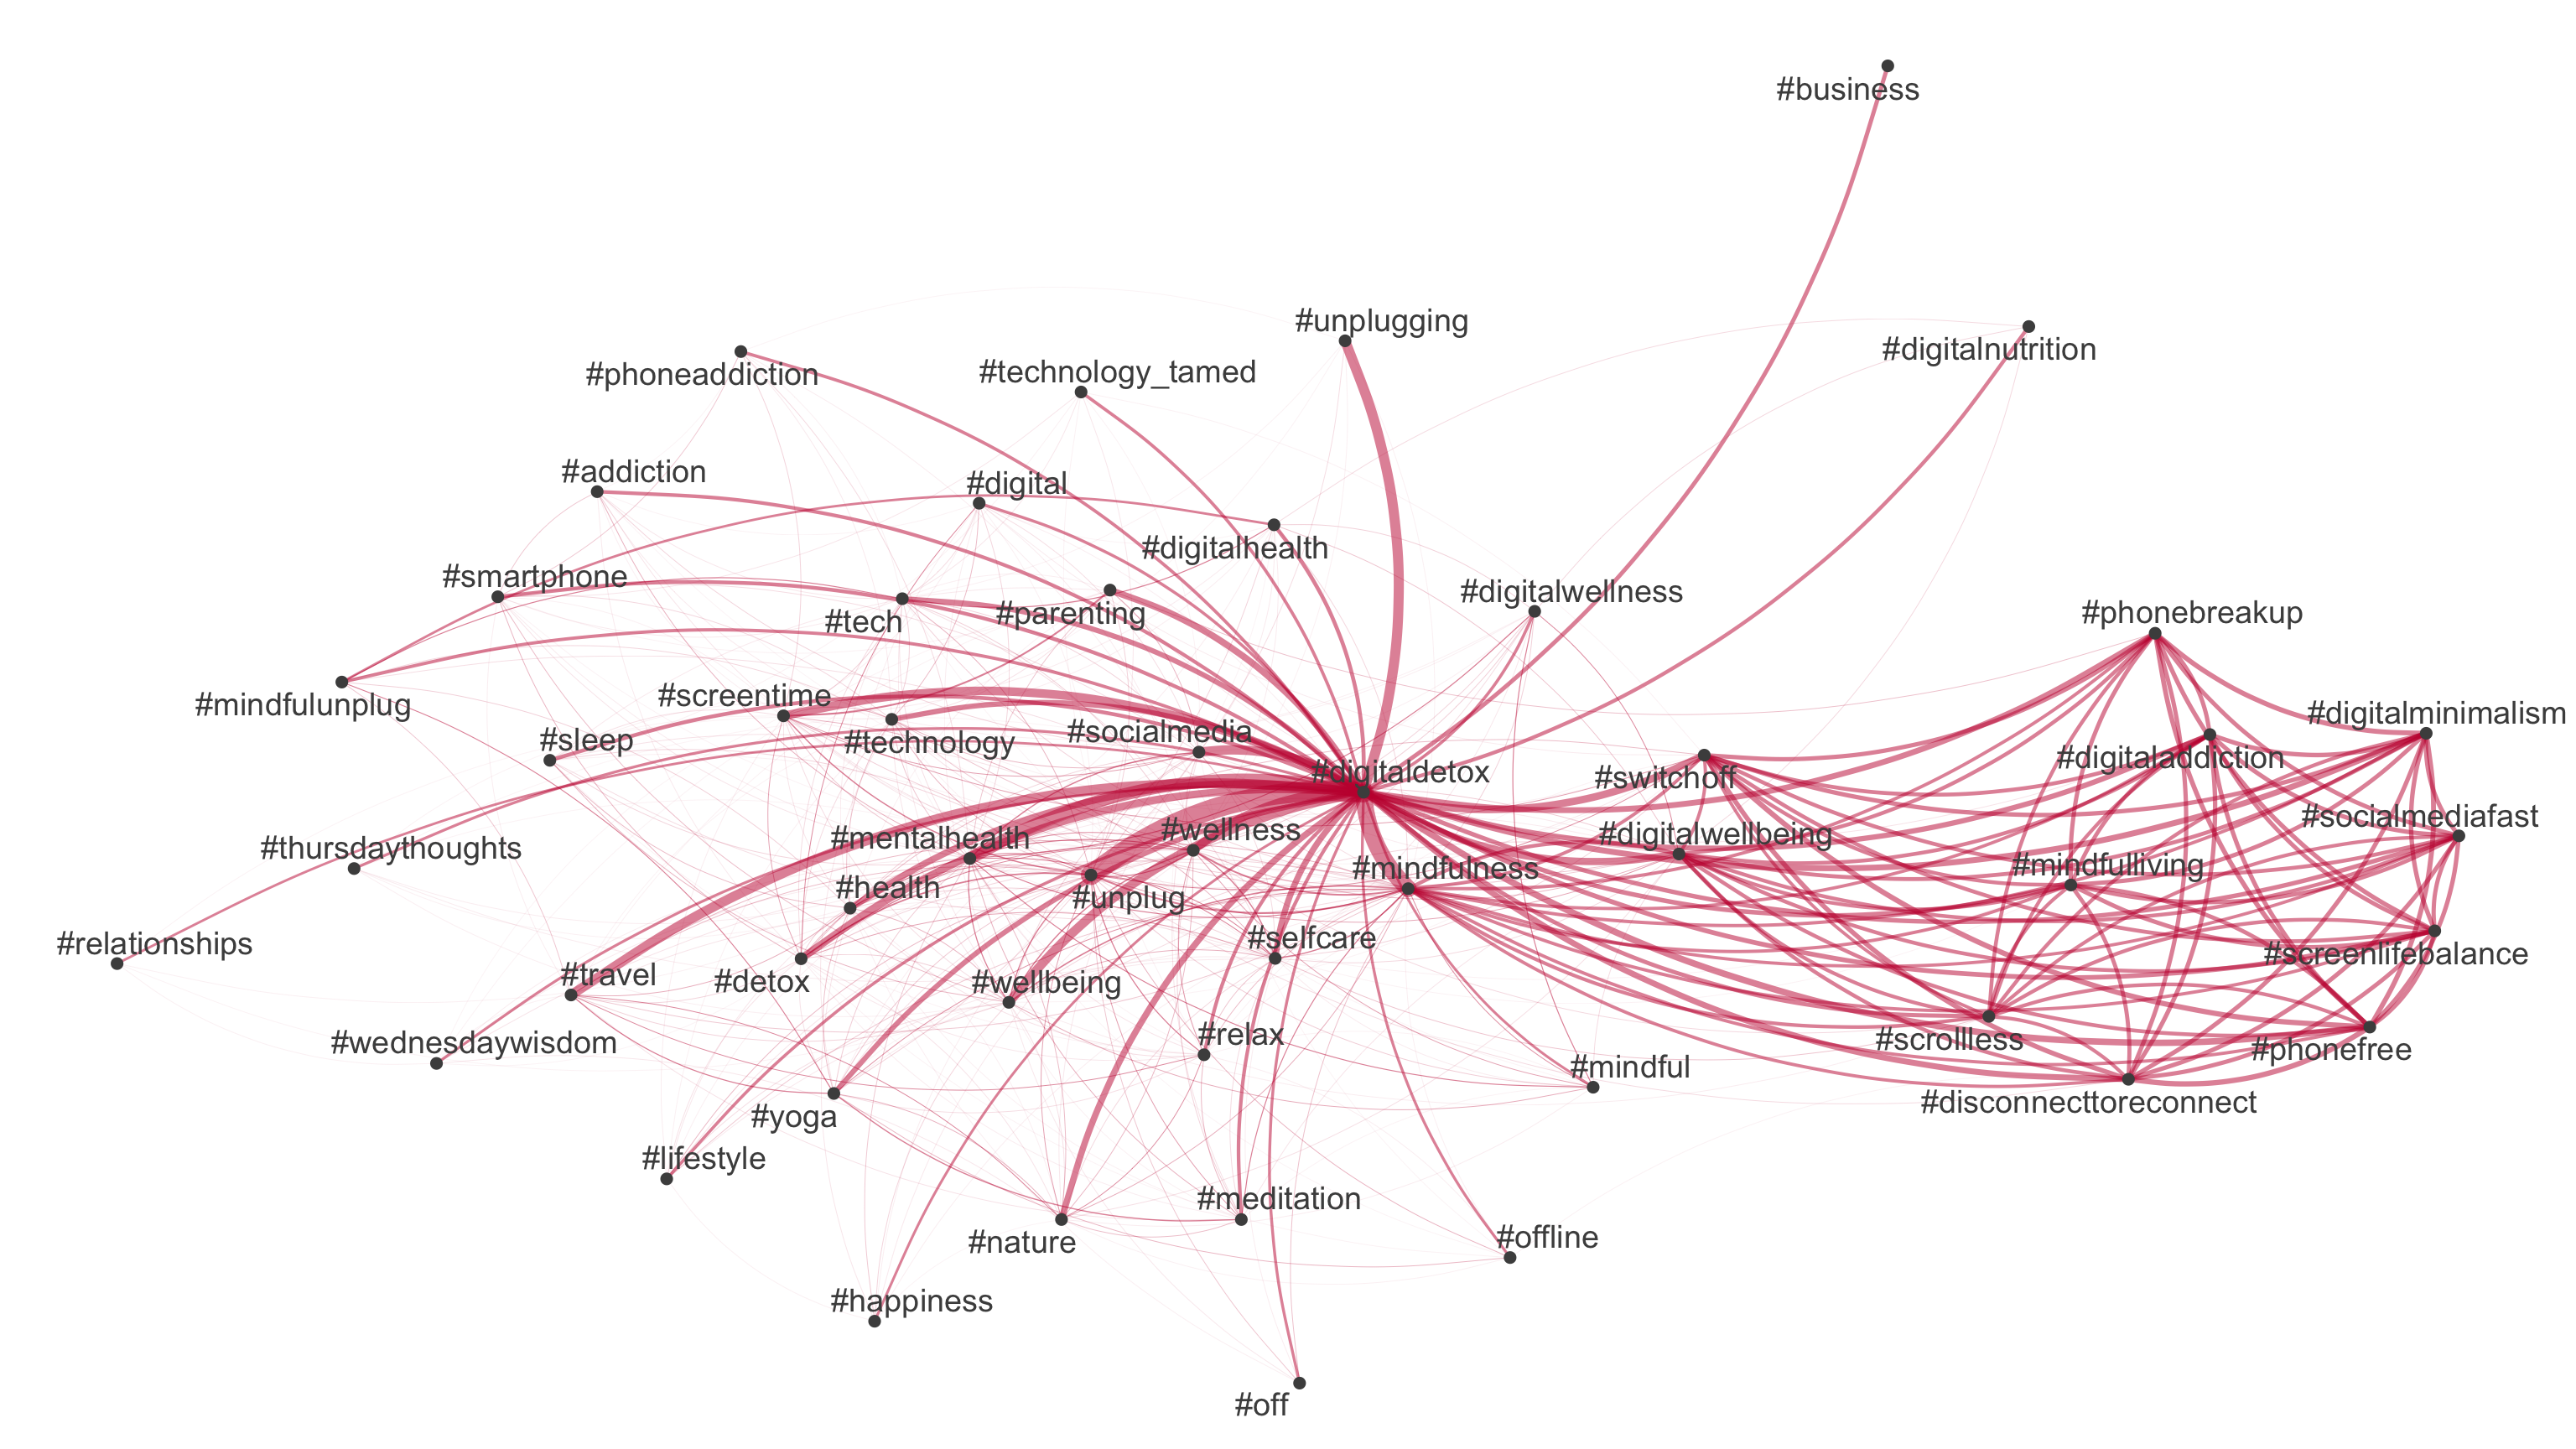 #business
#unplugging
#digitalnutrition
#phoneaddiction
#technology_tamed
#addiction
#digital
#digitalhealth
#smartphone
#digitalwellness
#tech
#parenting
#phonebreakup
#mindfulunplug
#screentime
#digitalminimalism
#sleep
#technology
#socialmedia
#digitaldetox
#switchoff
#digitaladdiction
#socialmediafast
#thursdaythoughts
#mentalhealth
#wellness
#digitalwellbeing
#health
#unplug
#mindfulness
#mindfulliving
#relationships
#selfcare
#screenlifebalance
#travel
#detox
#wellbeing
#wednesdaywisdom
#relax
#scrollless
#phonefree
#mindful
#yoga
#disconnecttoreconnect
#lifestyle
#meditation
#nature
#offline
#happiness
#off